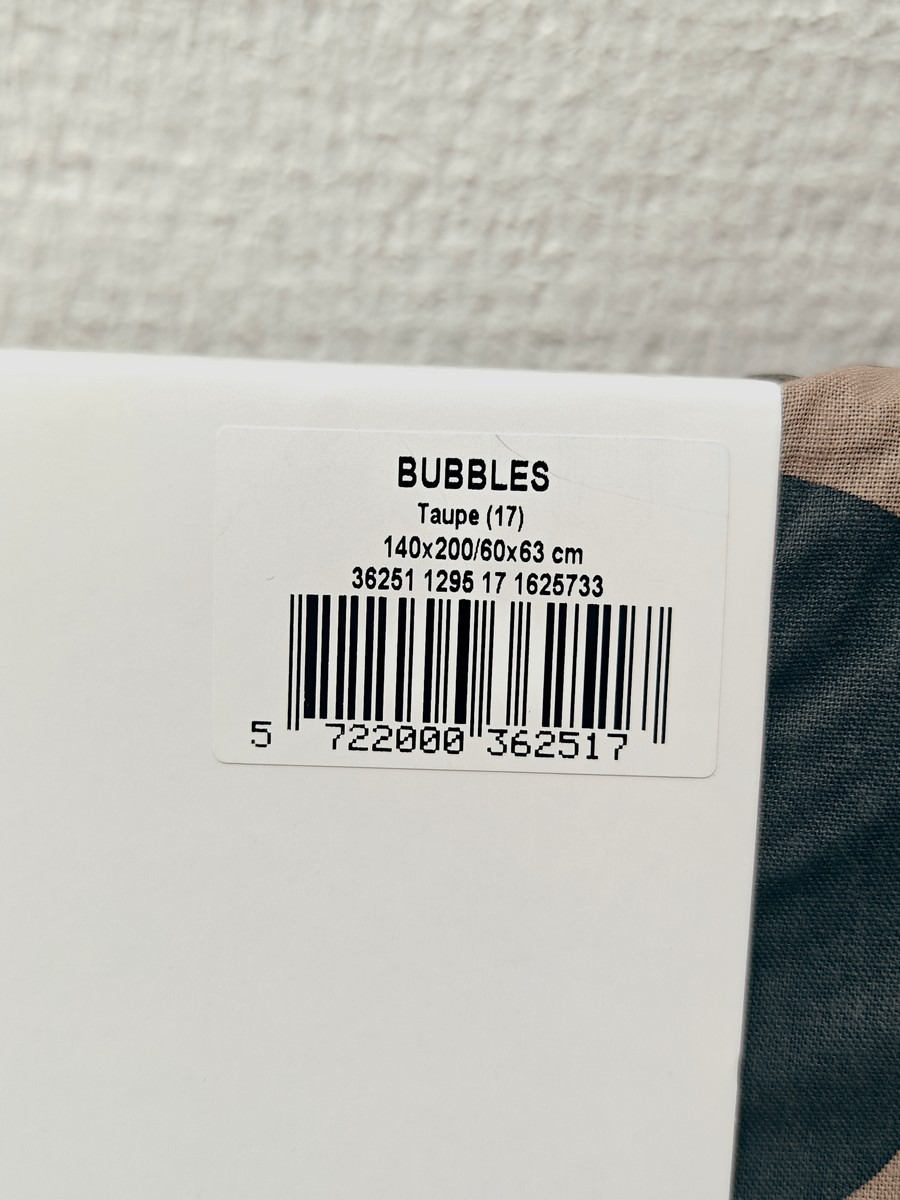 BUBBLES
Taupe (17)
140x200/60x63 cm
36251 1295 17 1625733
5 722000 362517